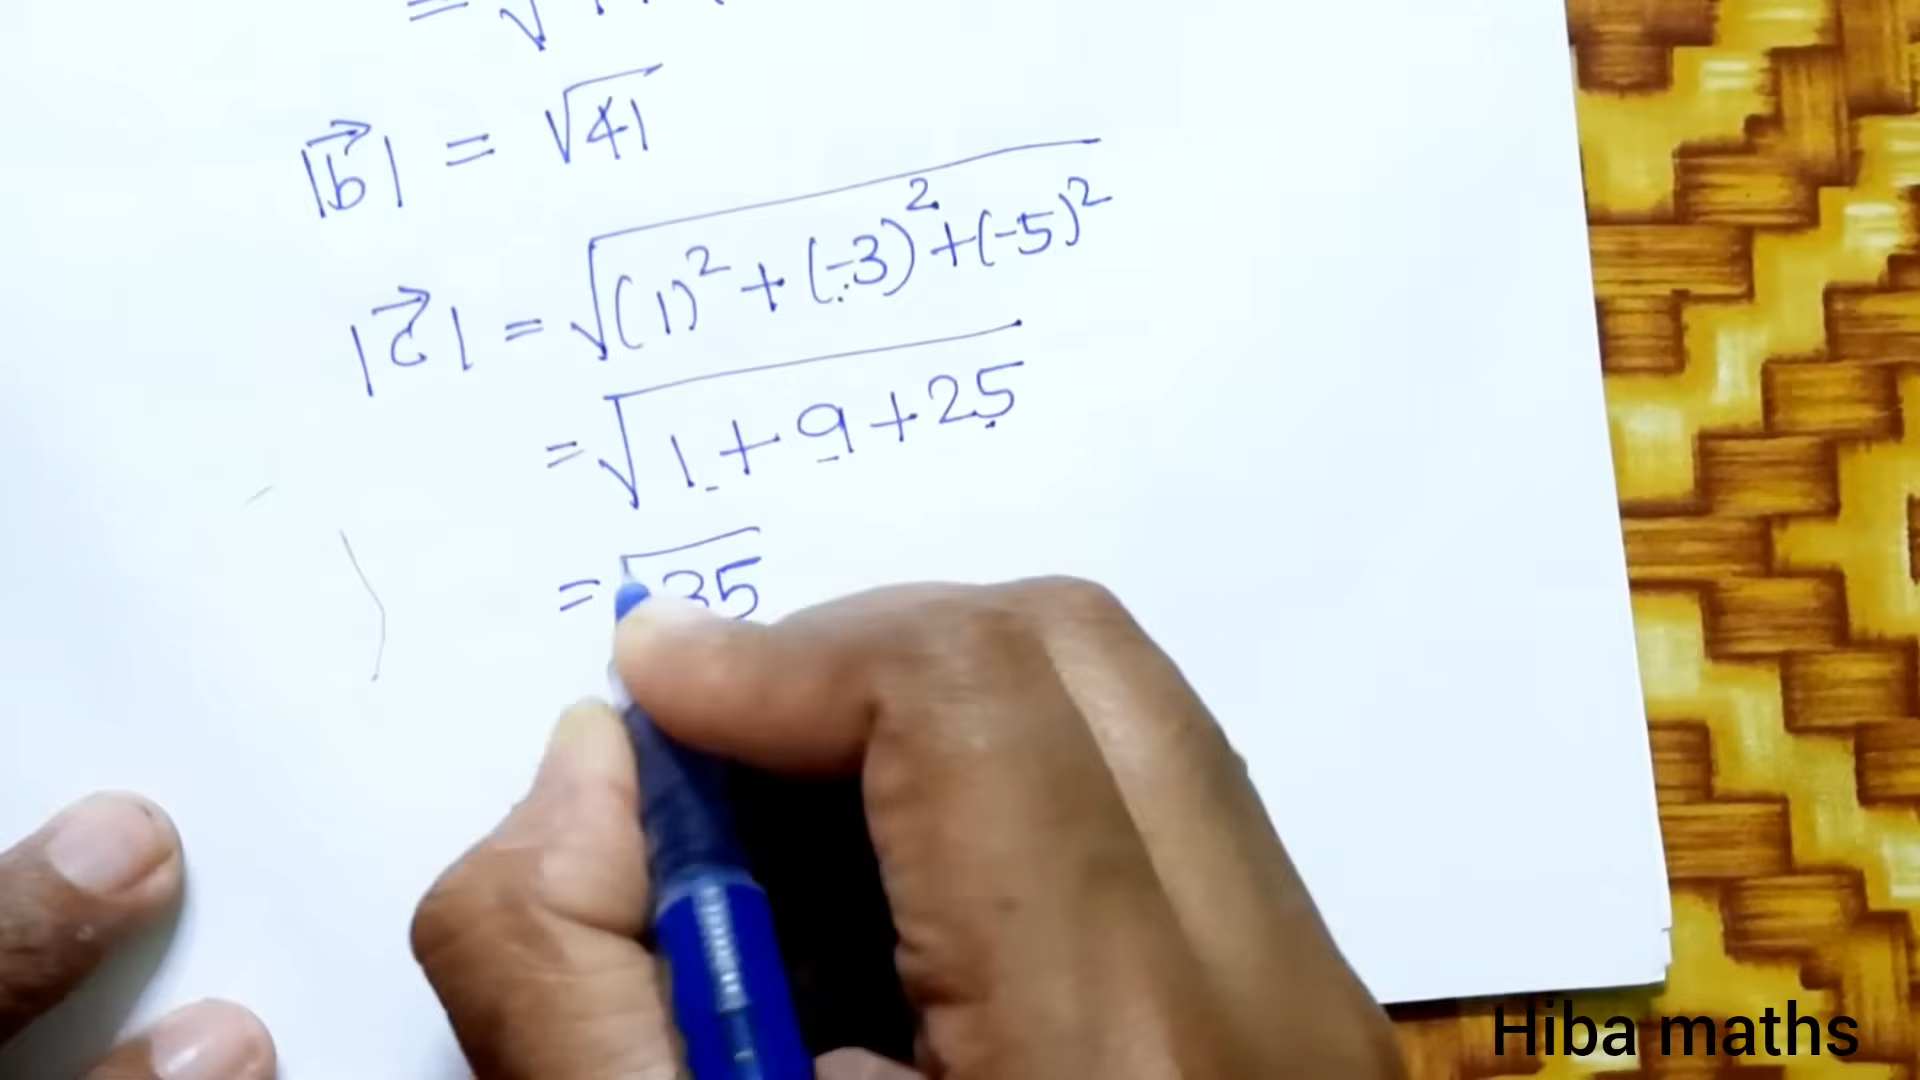 = √
|b⃗| = √41
|c⃗| = √(1)² + (-3)² + (-5)²
= √1 + 9 + 25
= √35
Hiba maths